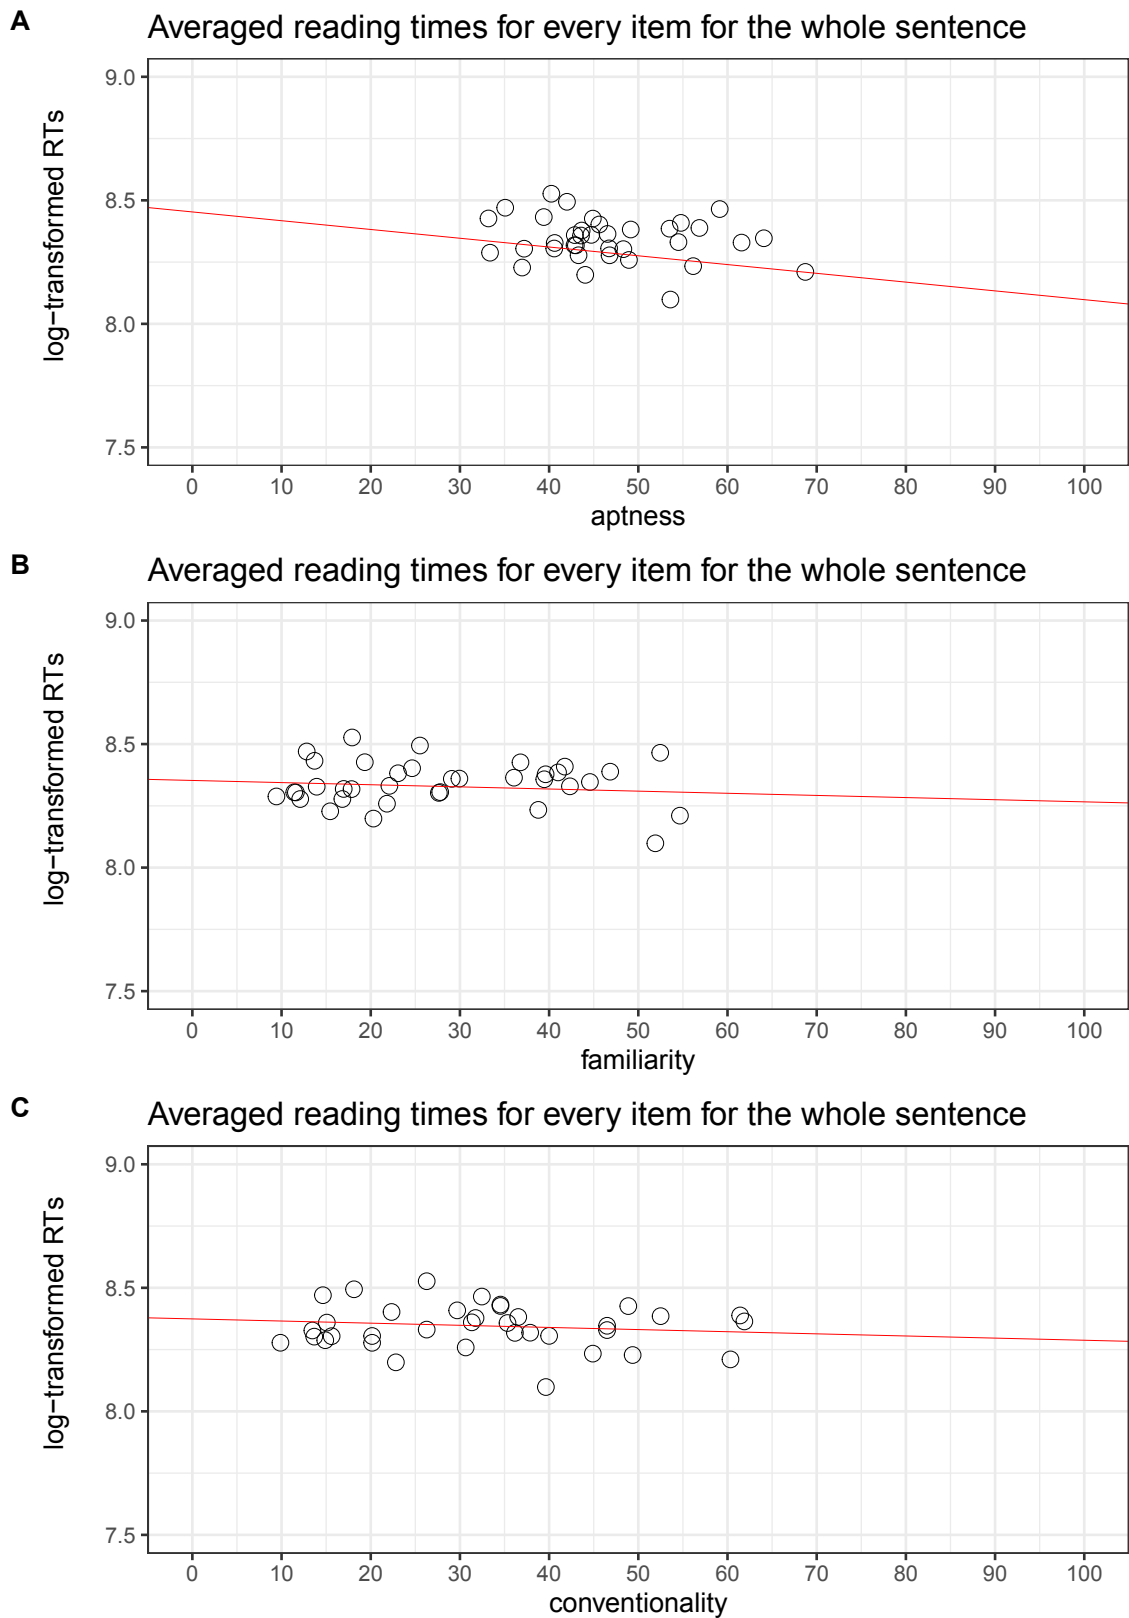 A
Averaged reading times for every item for the whole sentence
log−transformed RTs
9.0
8.5
8.0
7.5
0 10 20 30 40 50 60 70 80 90 100
aptness
B
Averaged reading times for every item for the whole sentence
log−transformed RTs
9.0
8.5
8.0
7.5
0 10 20 30 40 50 60 70 80 90 100
familiarity
C
Averaged reading times for every item for the whole sentence
log−transformed RTs
9.0
8.5
8.0
7.5
0 10 20 30 40 50 60 70 80 90 100
conventionality